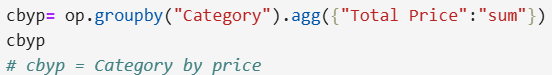 cbyp= op.groupby("Category").agg({"Total Price":"sum"})
cbyp
# cbyp = Category by price